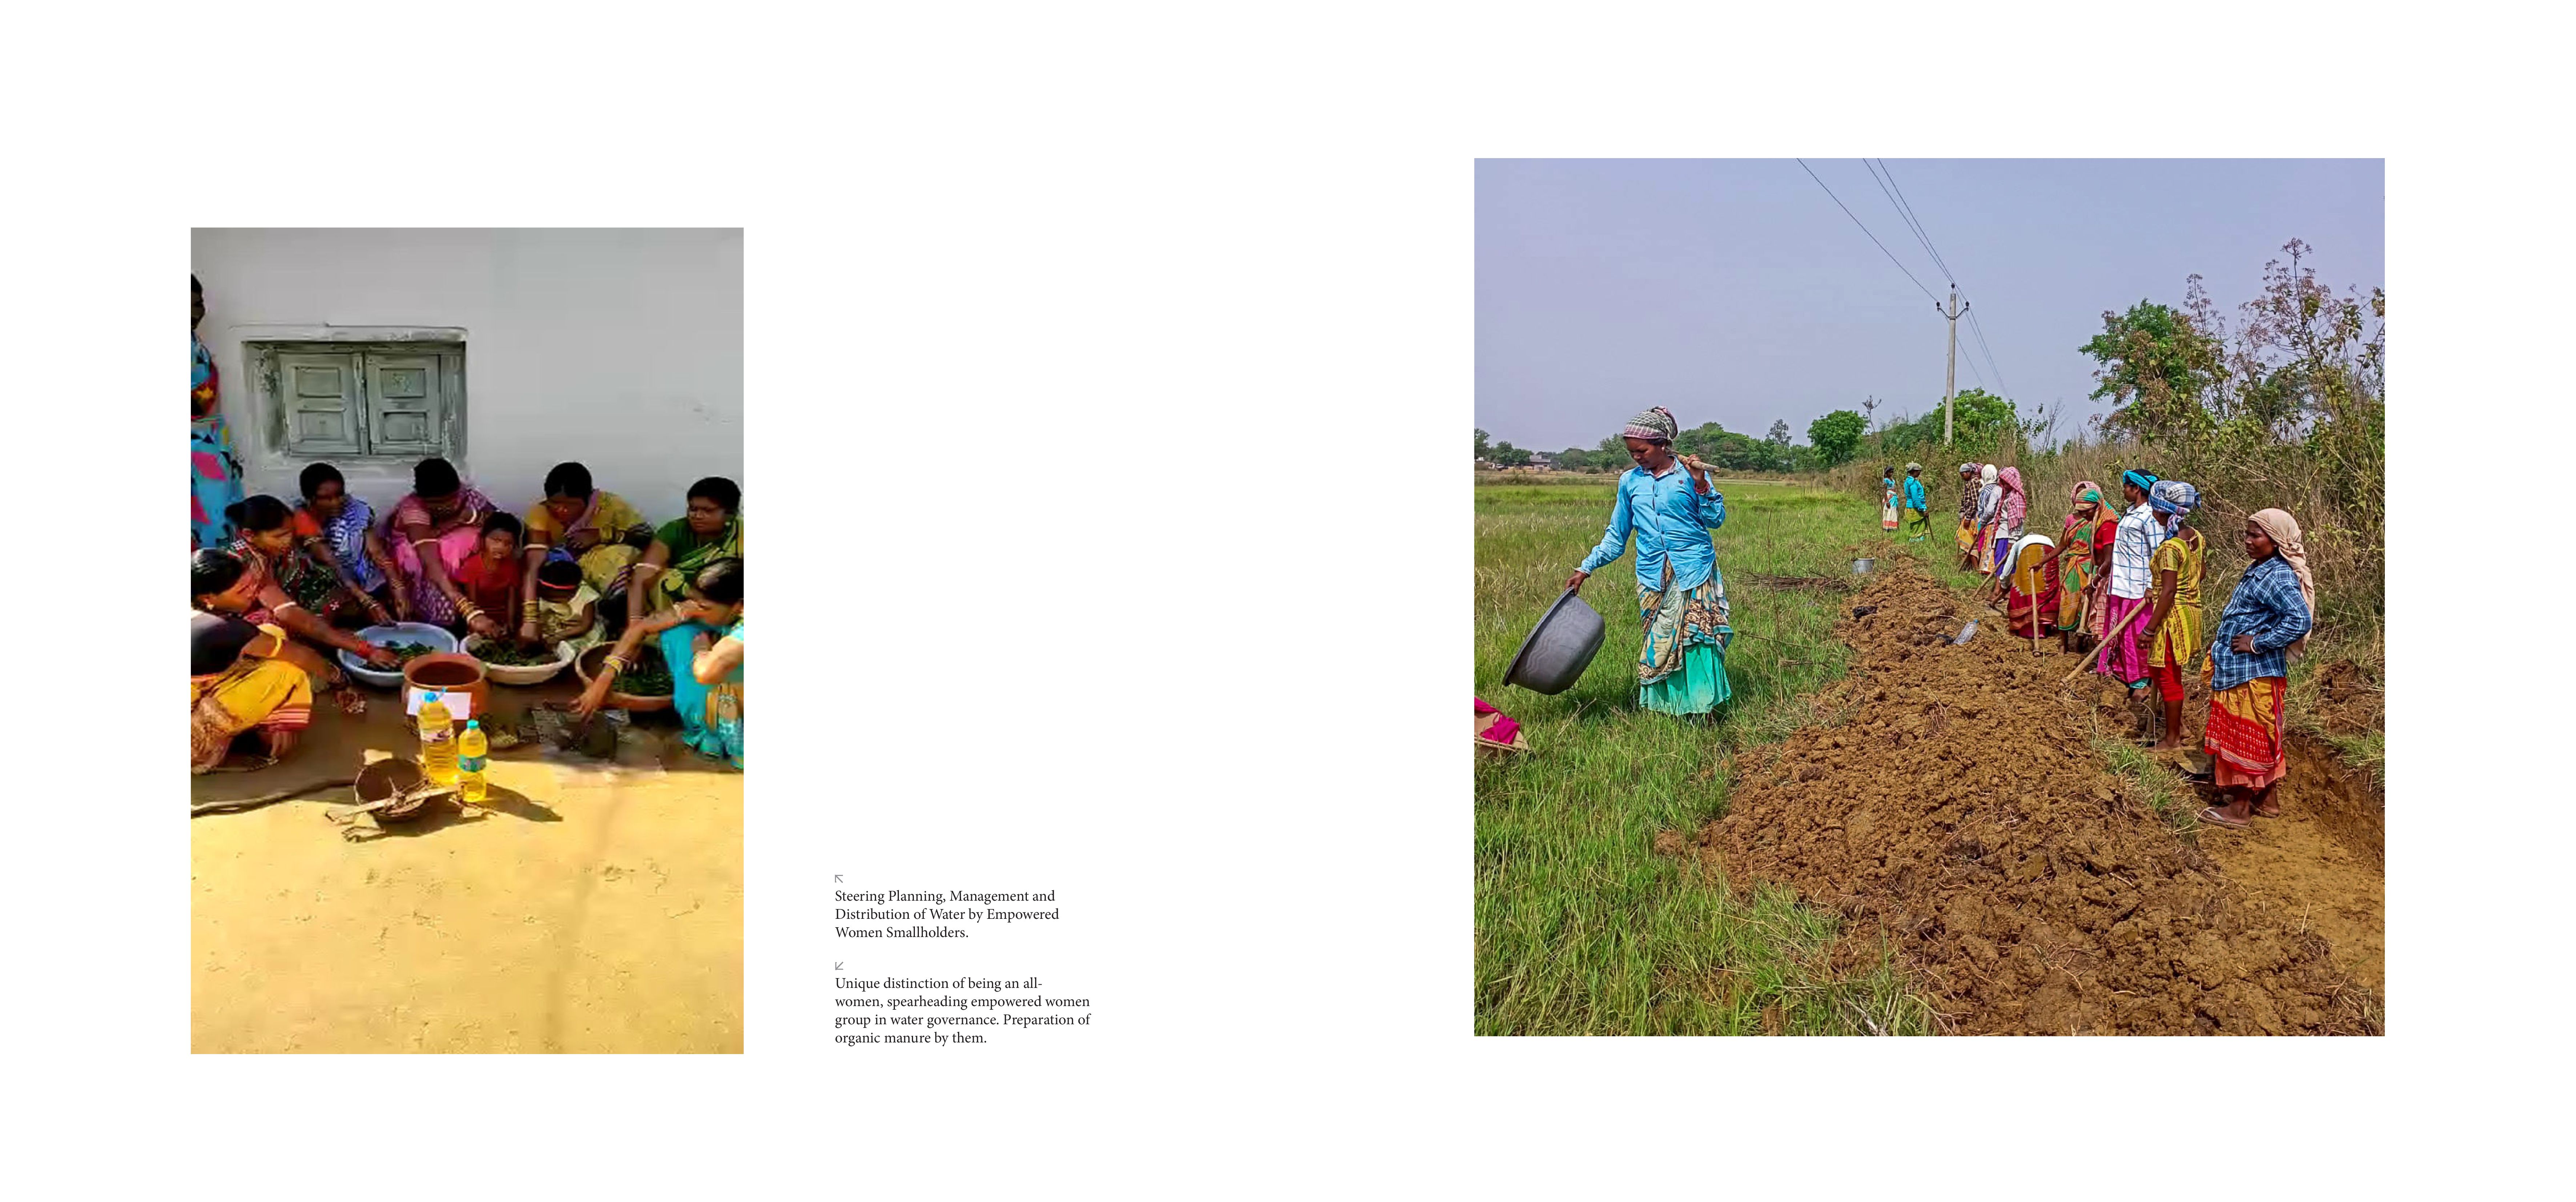 Steering Planning, Management and
Distribution of Water by Empowered
Women Smallholders.
Unique distinction of being an all-
women, spearheading empowered women
group in water governance. Preparation of
organic manure by them.